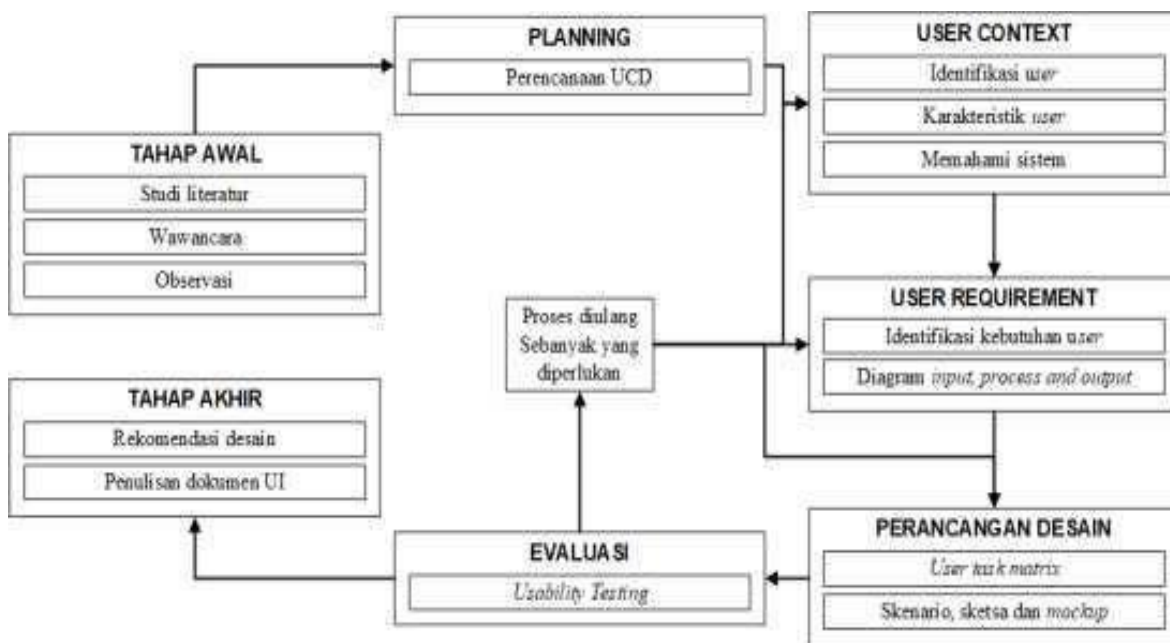 TAHAP AWAL
Studi literatur
Wawancara
Observasi
PLANNING
Perencanaan UCD
USER CONTEXT
Identifikasi user
Karakteristik user
Memahami sistem
USER REQUIREMENT
Identifikasi kebutuhan user
Diagram input, process and output
Proses diulang
Sebanyak yang
diperlukan
PERANCANGAN DESAIN
User task matrix
Skenario, sketsa dan mockup
EVALUASI
Usability Testing
TAHAP AKHIR
Rekomendasi desain
Penulisan dokumen UI